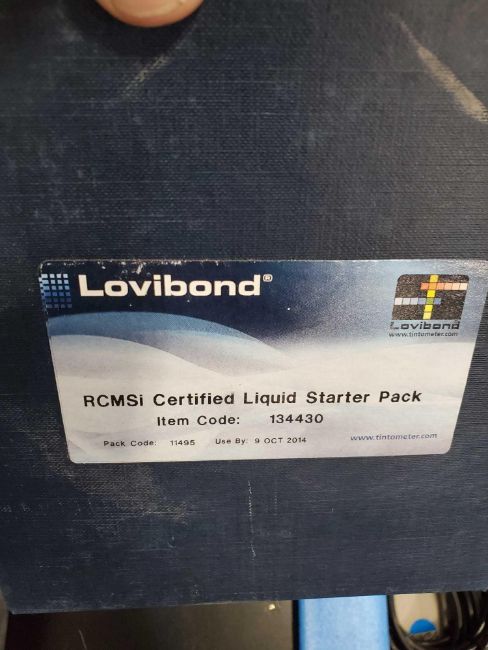 Lovibond®
Lovibond
www.tintometer.com
RCMSi Certified Liquid Starter Pack
Item Code: 134430
Pack Code: 11495 Use By: 9 OCT 2014
www.tintometer.com